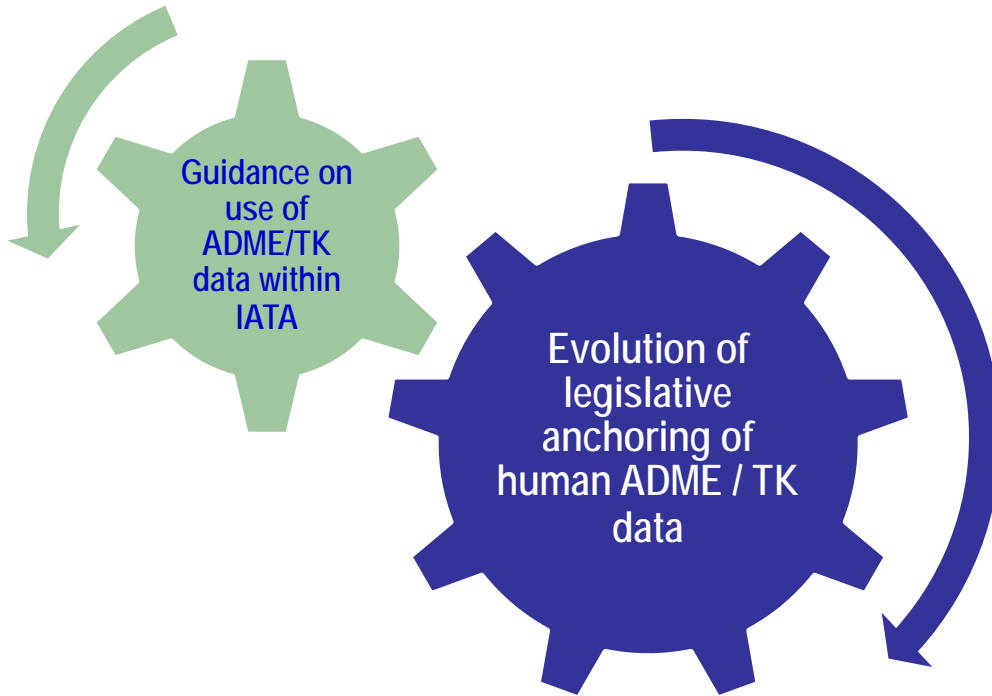 Guidance on
use of
ADME/TK
data within
IATA
Evolution of
legislative
anchoring of
human ADME / TK
data